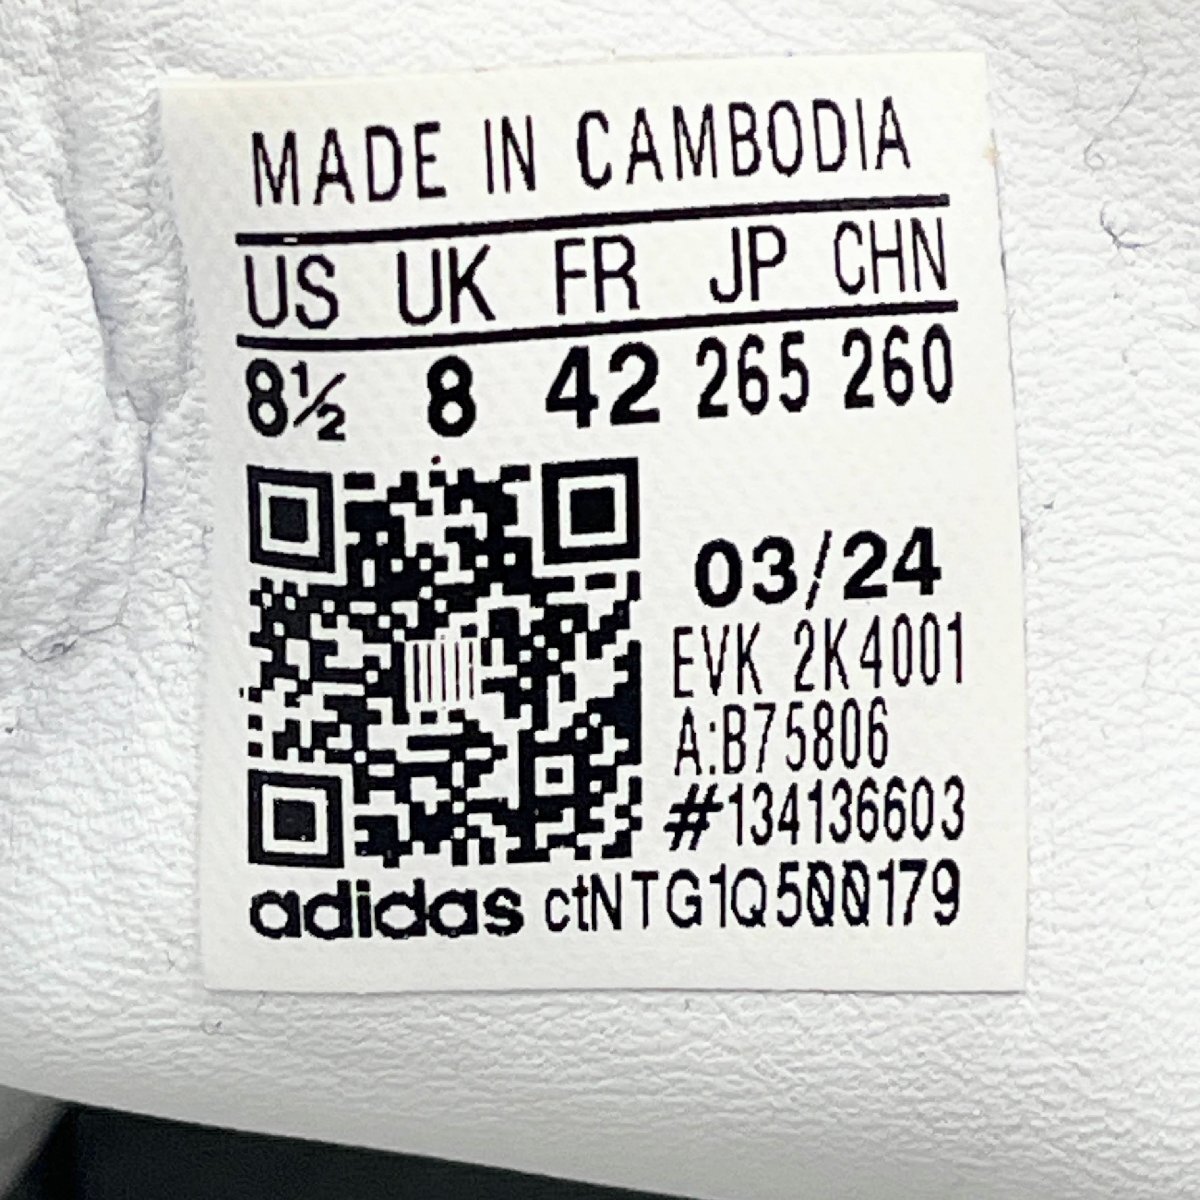 MADE IN CAMBODIA
US UK FR JP CHN
8½ 8 42 265 260
03/24
EVK 2K4001
A:B75806
#134136603
adidas ctNTG1Q500179